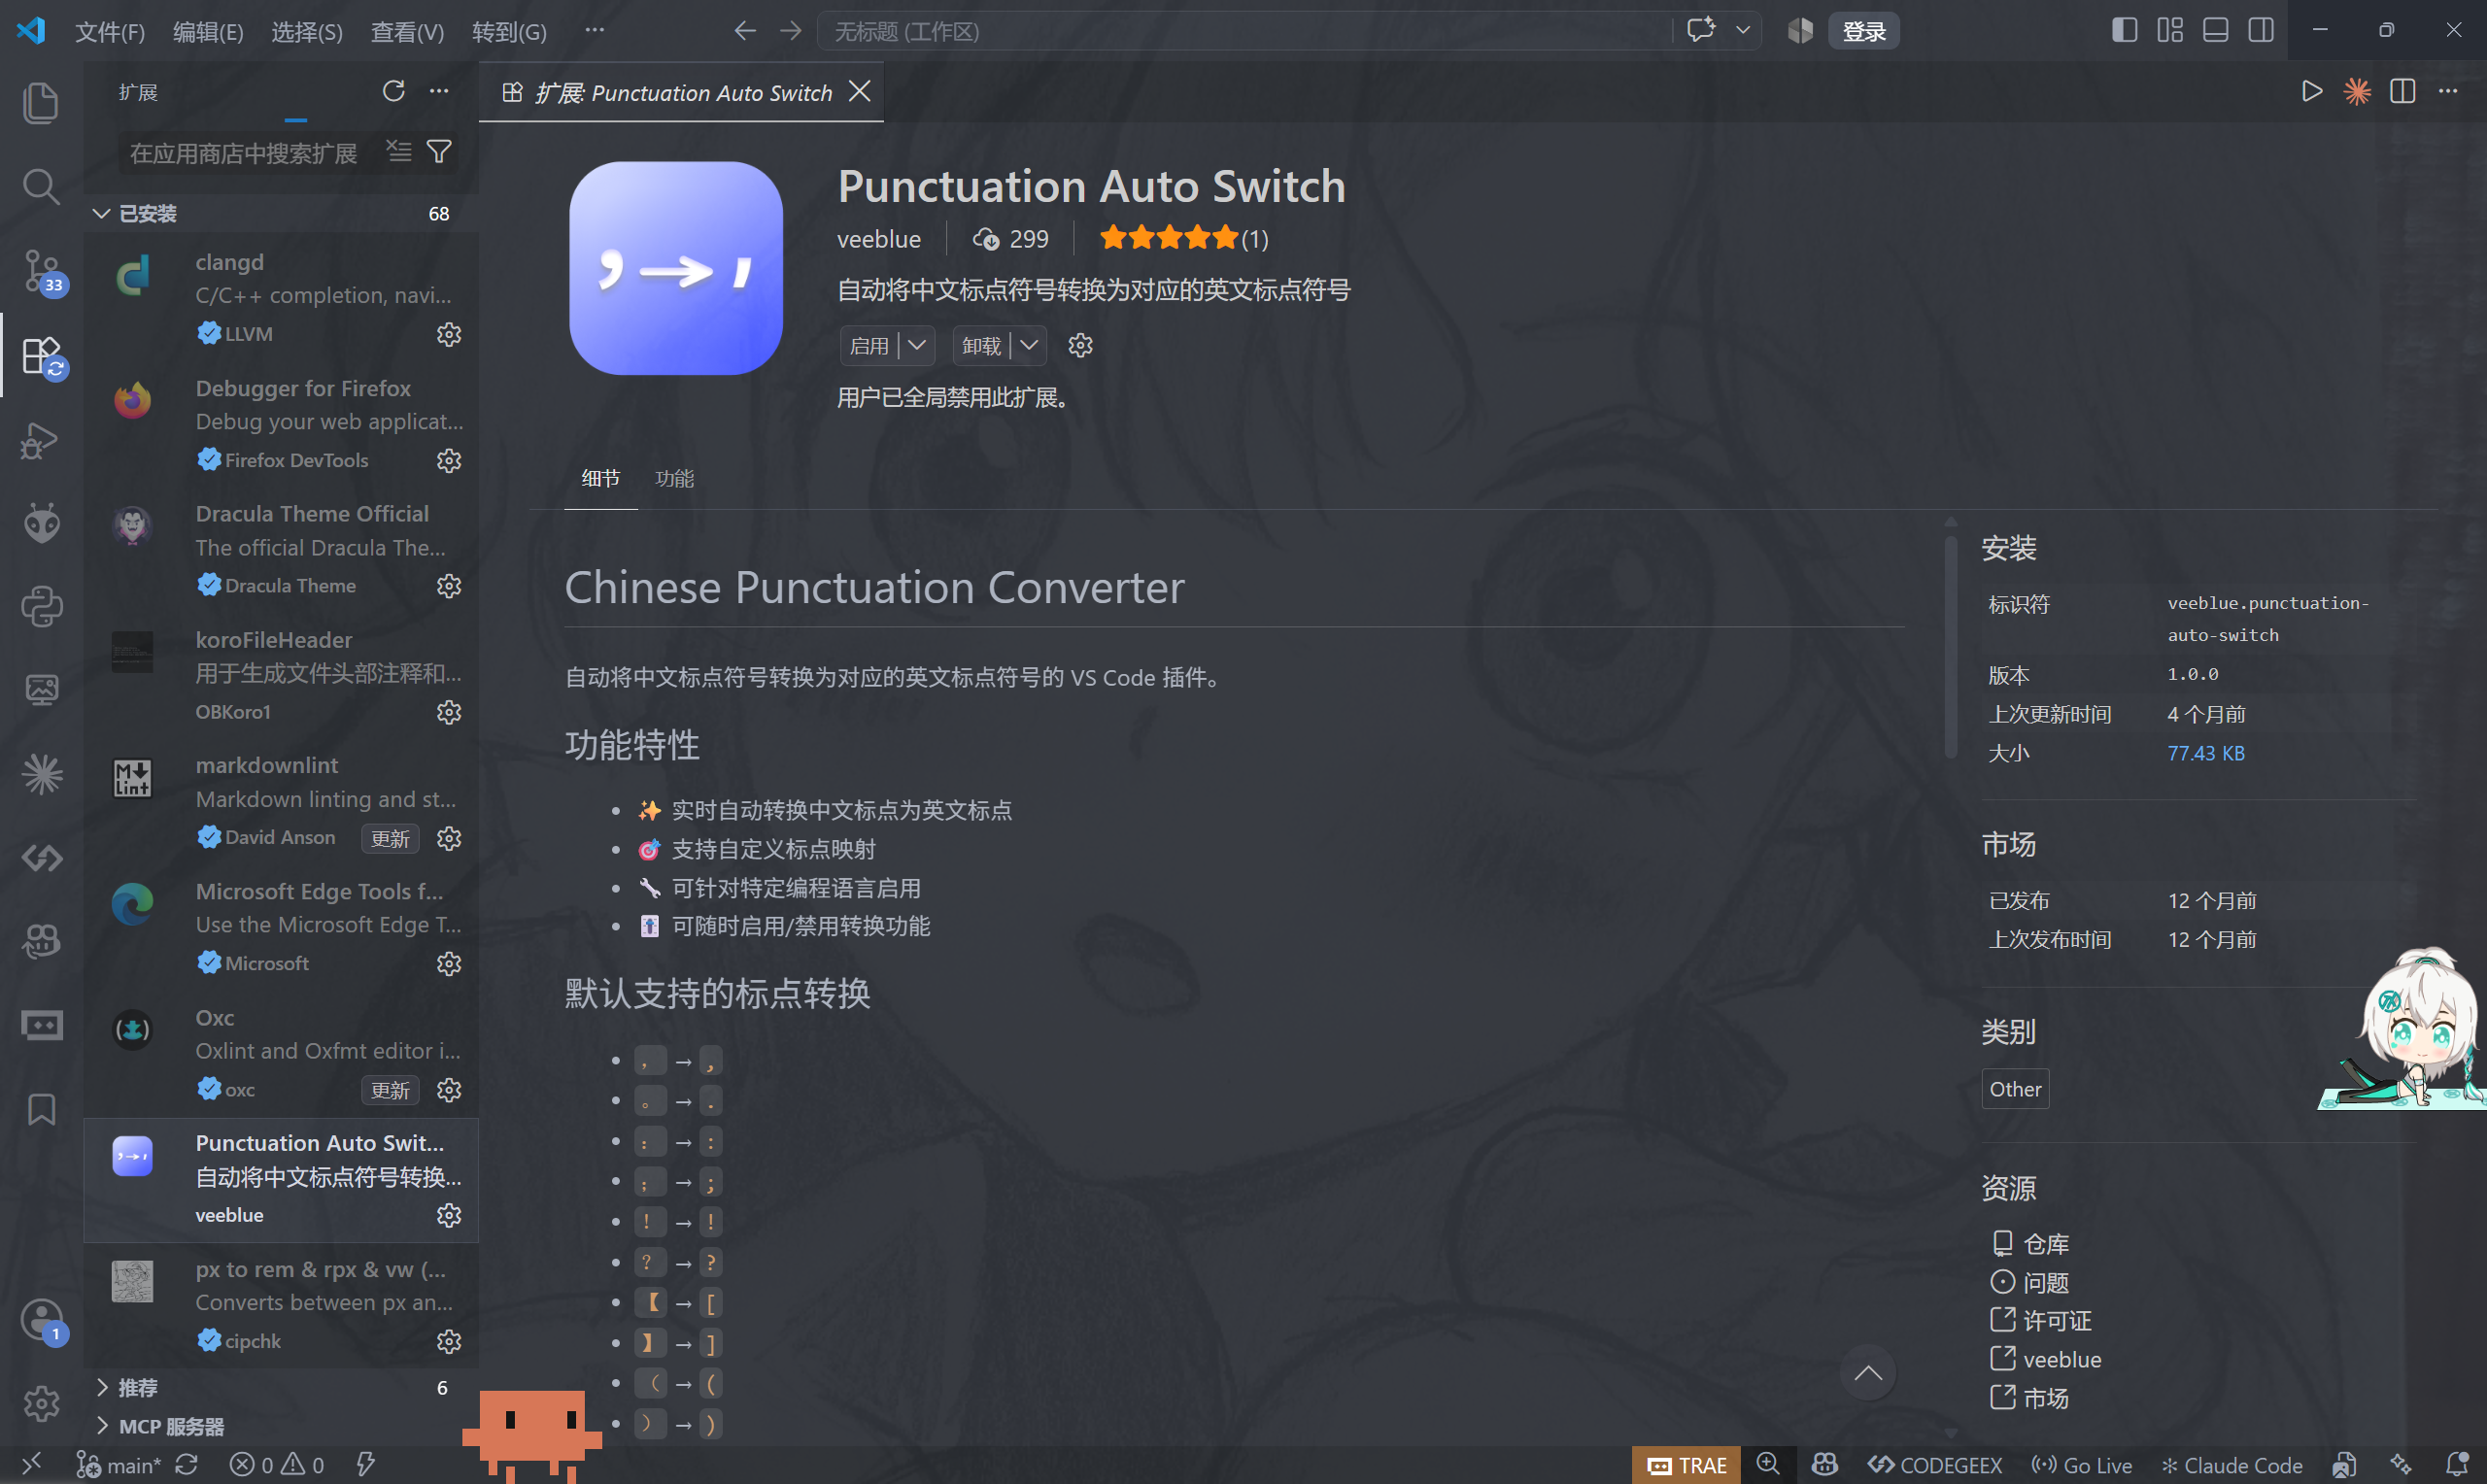 文件(F) 编辑(E) 选择(S) 查看(V) 转到(G) ··· 无标题 (工作区) 登录
扩展
在应用商店中搜索扩展
已安装 68
clangd
C/C++ completion, navi...
LLVM
Debugger for Firefox
Debug your web applicat...
Firefox DevTools
Dracula Theme Official
The official Dracula The...
Dracula Theme
koroFileHeader
用于生成文件头部注释和...
OBKoro1
markdownlint
Markdown linting and st...
David Anson 更新
Microsoft Edge Tools f...
Use the Microsoft Edge T...
Microsoft
Oxc
Oxlint and Oxfmt editor i...
oxc 更新
Punctuation Auto Swit...
自动将中文标点符号转换...
veeblue
px to rem & rpx & vw (...
Converts between px an...
cipchk
推荐 6
MCP 服务器
33
1
扩展: Punctuation Auto Switch
Punctuation Auto Switch
veeblue 299 (1)
自动将中文标点符号转换为对应的英文标点符号
启用 卸载
用户已全局禁用此扩展。
细节 功能
Chinese Punctuation Converter
自动将中文标点符号转换为对应的英文标点符号的 VS Code 插件。
功能特性
• ✨ 实时自动转换中文标点为英文标点
• 🎯 支持自定义标点映射
• 🔧 可针对特定编程语言启用
• 🎚️ 可随时启用/禁用转换功能
默认支持的标点转换
• ， → ,
• 。 → .
• ： → :
• ； → ;
• ！ → !
• ？ → ?
• 【 → [
• 】 → ]
• （ → (
• ） → )
安装
标识符 veeblue.punctuation-
auto-switch
版本 1.0.0
上次更新时间 4 个月前
大小 77.43 KB
市场
已发布 12 个月前
上次发布时间 12 个月前
类别
Other
资源
仓库
问题
许可证
veeblue
市场
main* 0 0 TRAE CODEGEEX Go Live Claude Code